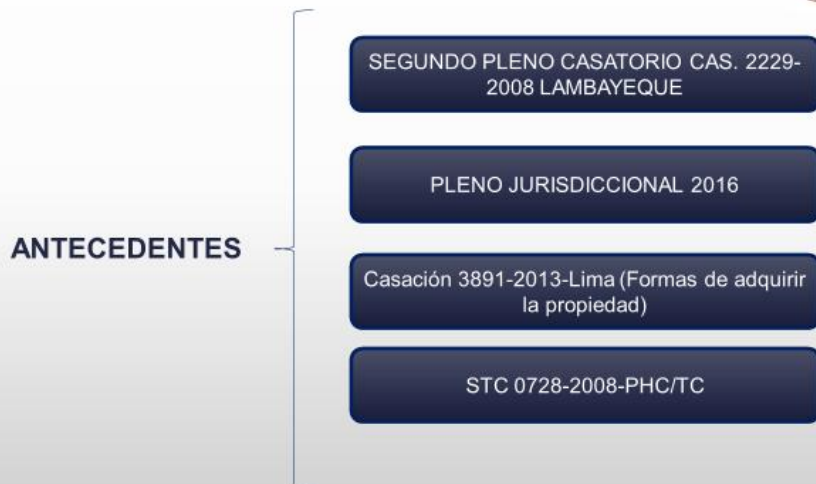 SEGUNDO PLENO CASATORIO CAS. 2229-
2008 LAMBAYEQUE
PLENO JURISDICCIONAL 2016
ANTECEDENTES
Casación 3891-2013-Lima (Formas de adquirir
la propiedad)
STC 0728-2008-PHC/TC